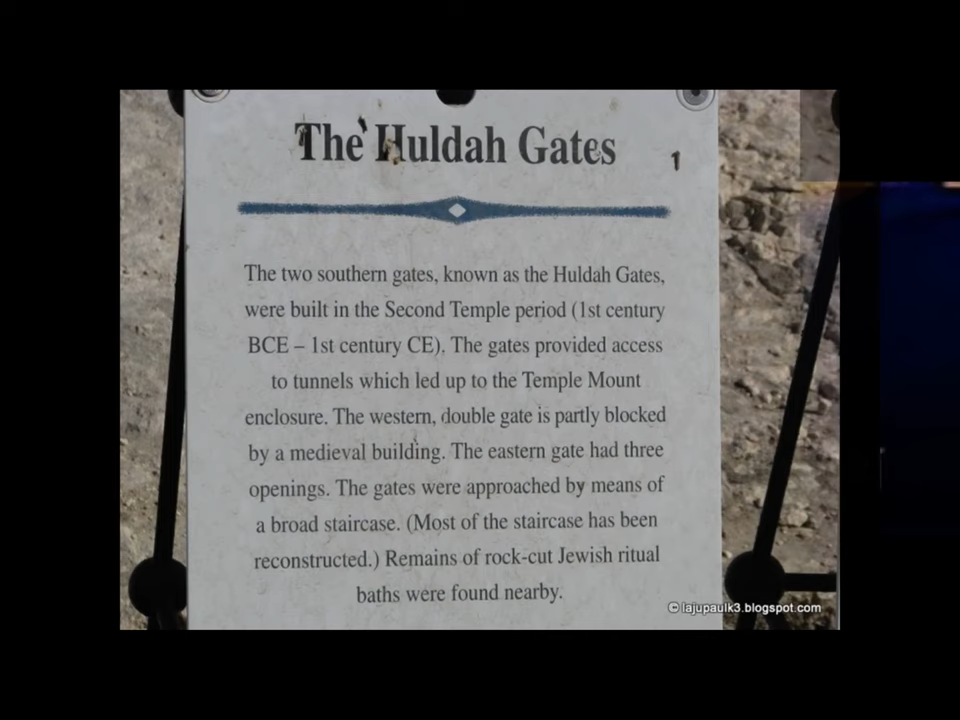 The Huldah Gates
1
The two southern gates, known as the Huldah Gates,
were built in the Second Temple period (1st century
BCE – 1st century CE). The gates provided access
to tunnels which led up to the Temple Mount
enclosure. The western, double gate is partly blocked
by a medieval building. The eastern gate had three
openings. The gates were approached by means of
a broad staircase. (Most of the staircase has been
reconstructed.) Remains of rock-cut Jewish ritual
baths were found nearby.
© lajupaulk3.blogspot.com